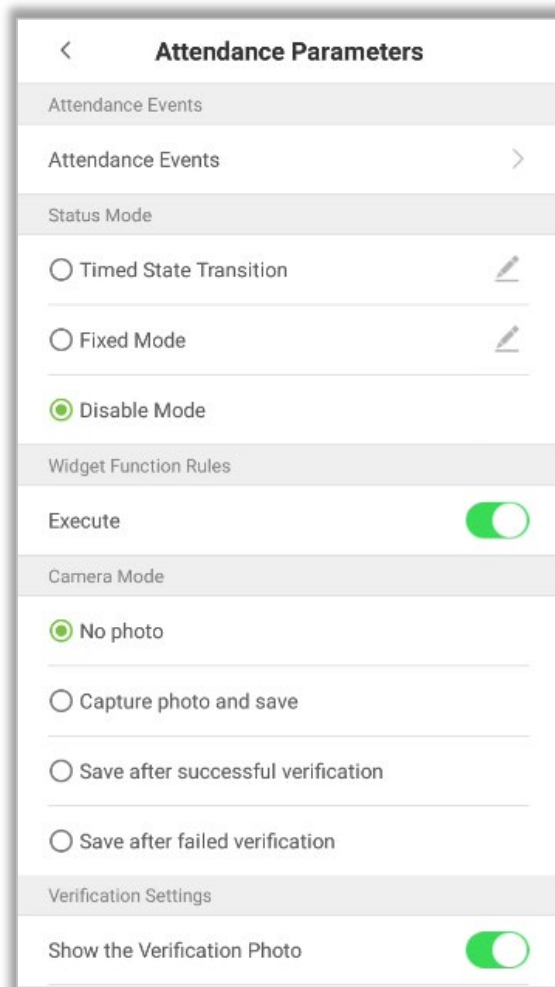 Attendance Parameters
Attendance Events
Attendance Events
Status Mode
Timed State Transition
Fixed Mode
Disable Mode
Widget Function Rules
Execute
Camera Mode
No photo
Capture photo and save
Save after successful verification
Save after failed verification
Verification Settings
Show the Verification Photo